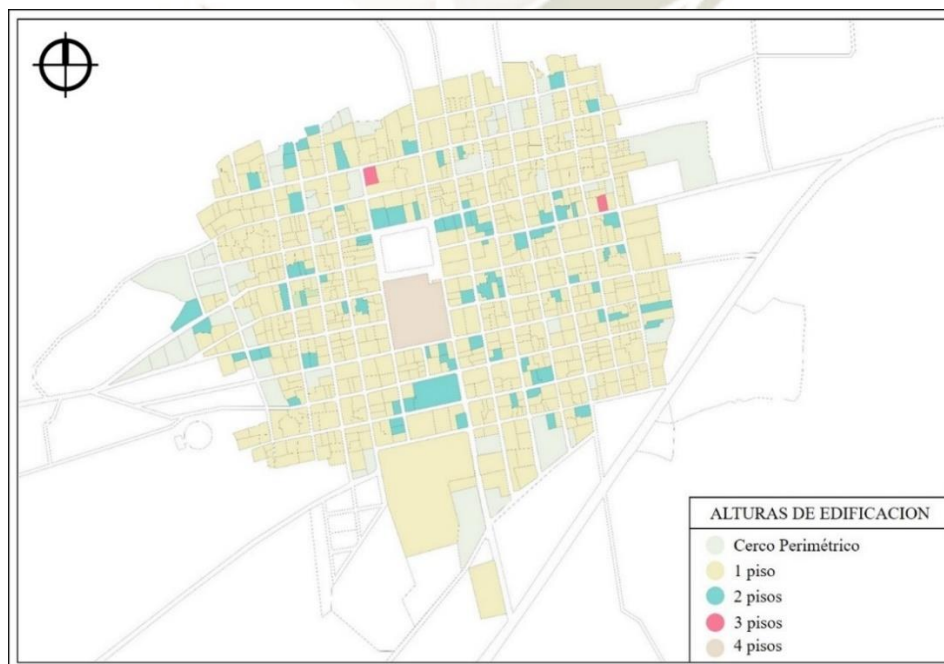 ALTURAS DE EDIFICACION
Cerco Perimétrico
1 piso
2 pisos
3 pisos
4 pisos